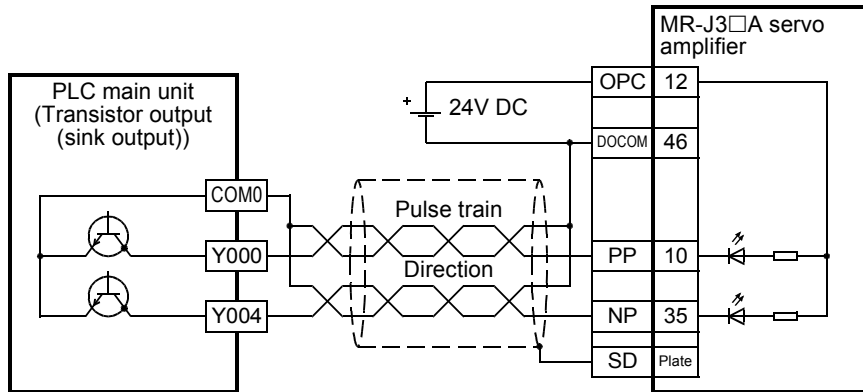 MR-J3□A servo
amplifier
PLC main unit
(Transistor output
(sink output))
+
24V DC
OPC 12
DOCOM 46
COM0
Pulse train
Y000
PP 10
Direction
Y004
NP 35
SD Plate